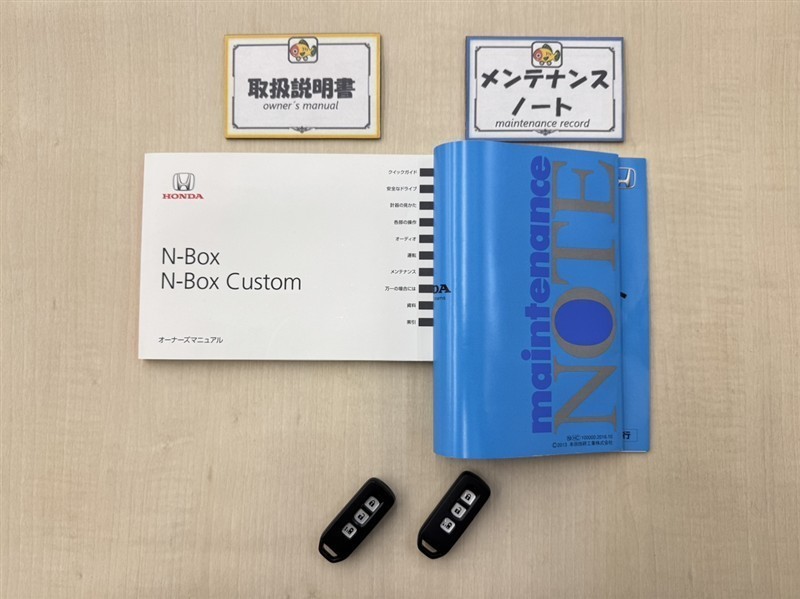 取扱説明書
owner's manual
メンテナンス
ノート
maintenance record
HONDA
N-Box
N-Box Custom
オーナーズマニュアル
クイックガイド
安全なドライブ
計器の見かた
各部の操作
オーディオ
運転
メンテナンス
万一の場合には
資料
索引
maintenance
NOTE
行